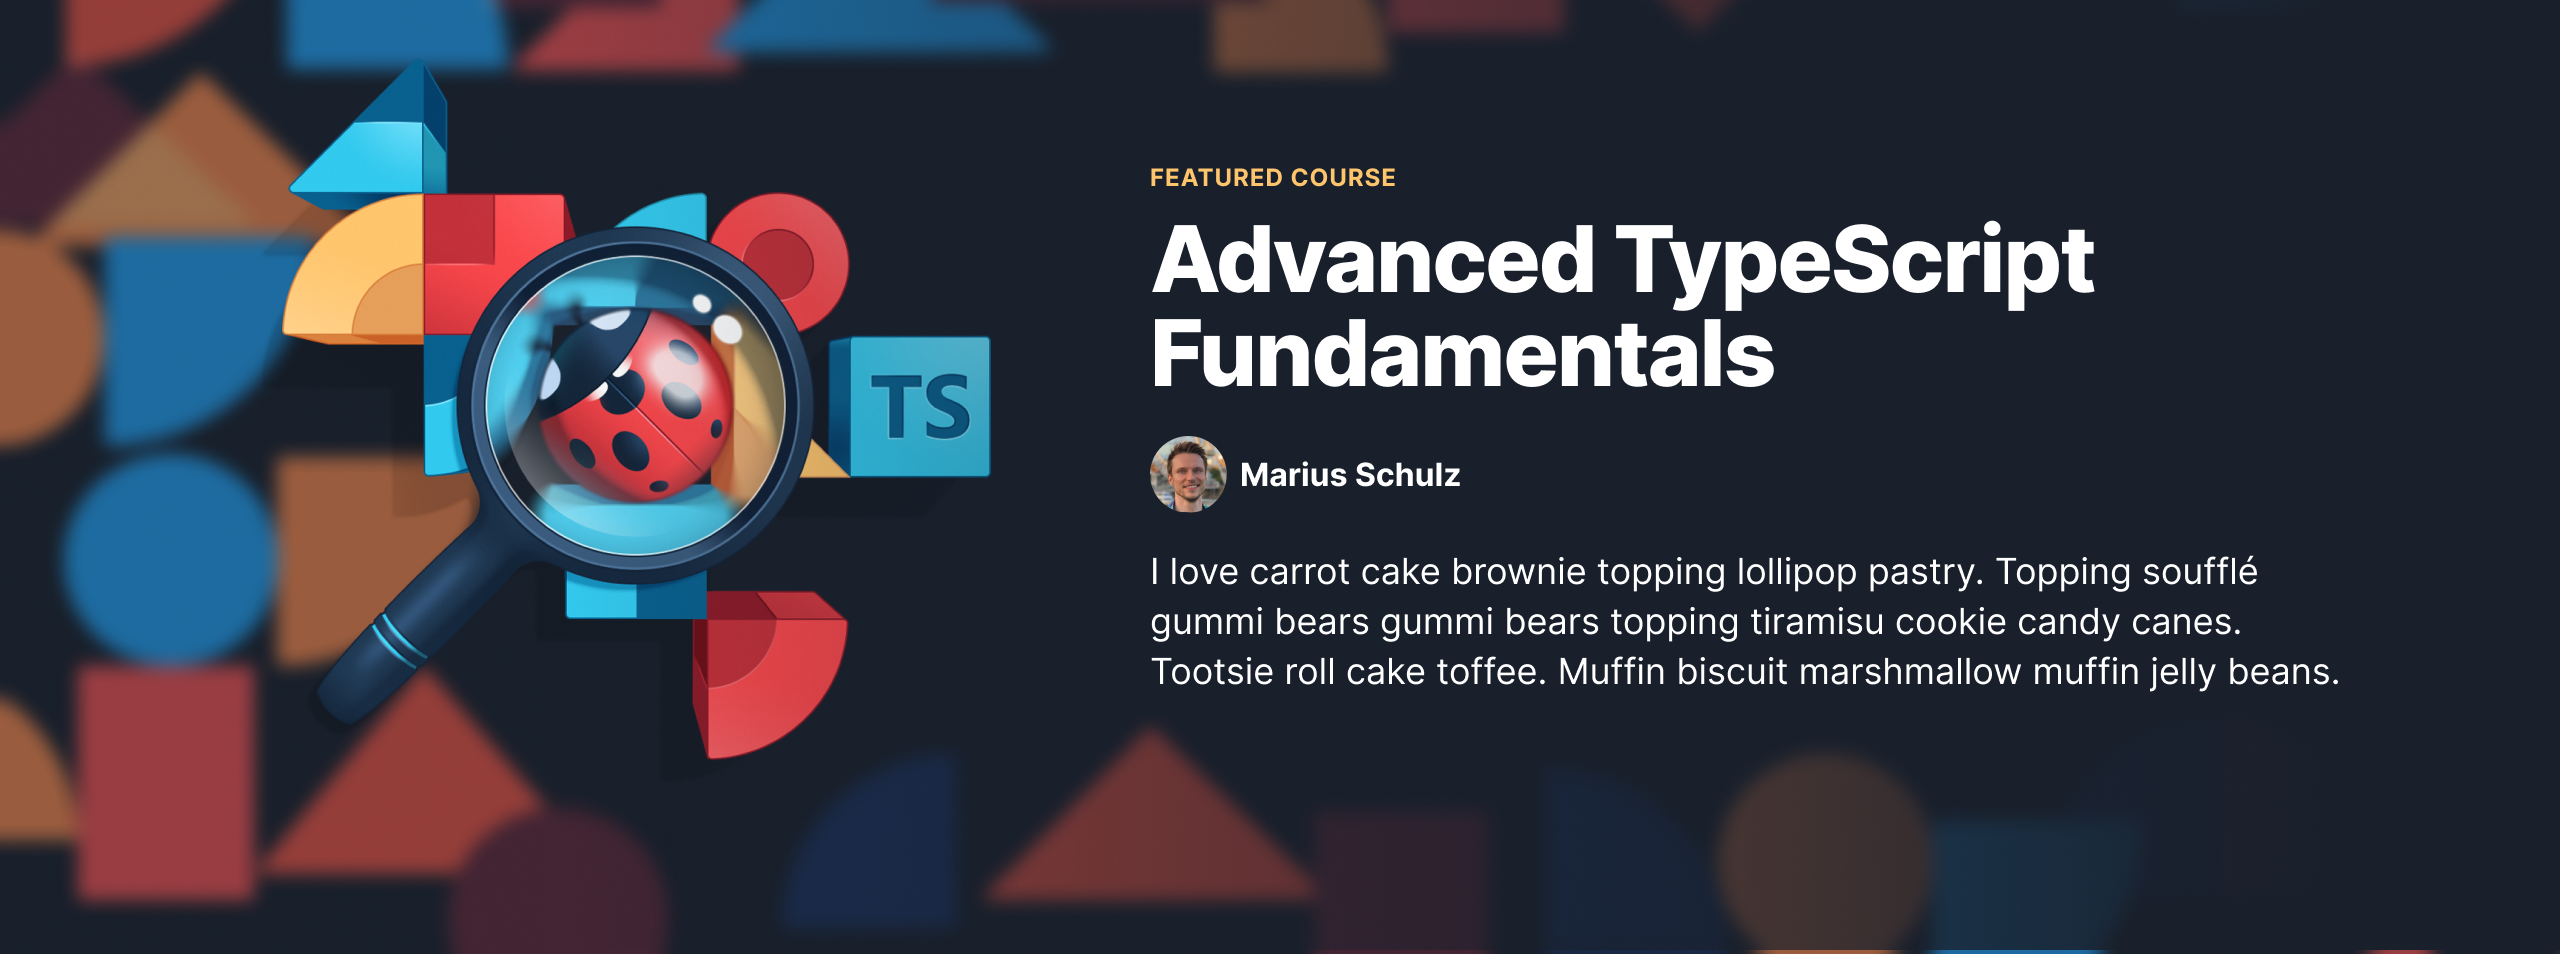 FEATURED COURSE
Advanced TypeScript
Fundamentals
TS
Marius Schulz
I love carrot cake brownie topping lollipop pastry. Topping soufflé
gummi bears gummi bears topping tiramisu cookie candy canes.
Tootsie roll cake toffee. Muffin biscuit marshmallow muffin jelly beans.